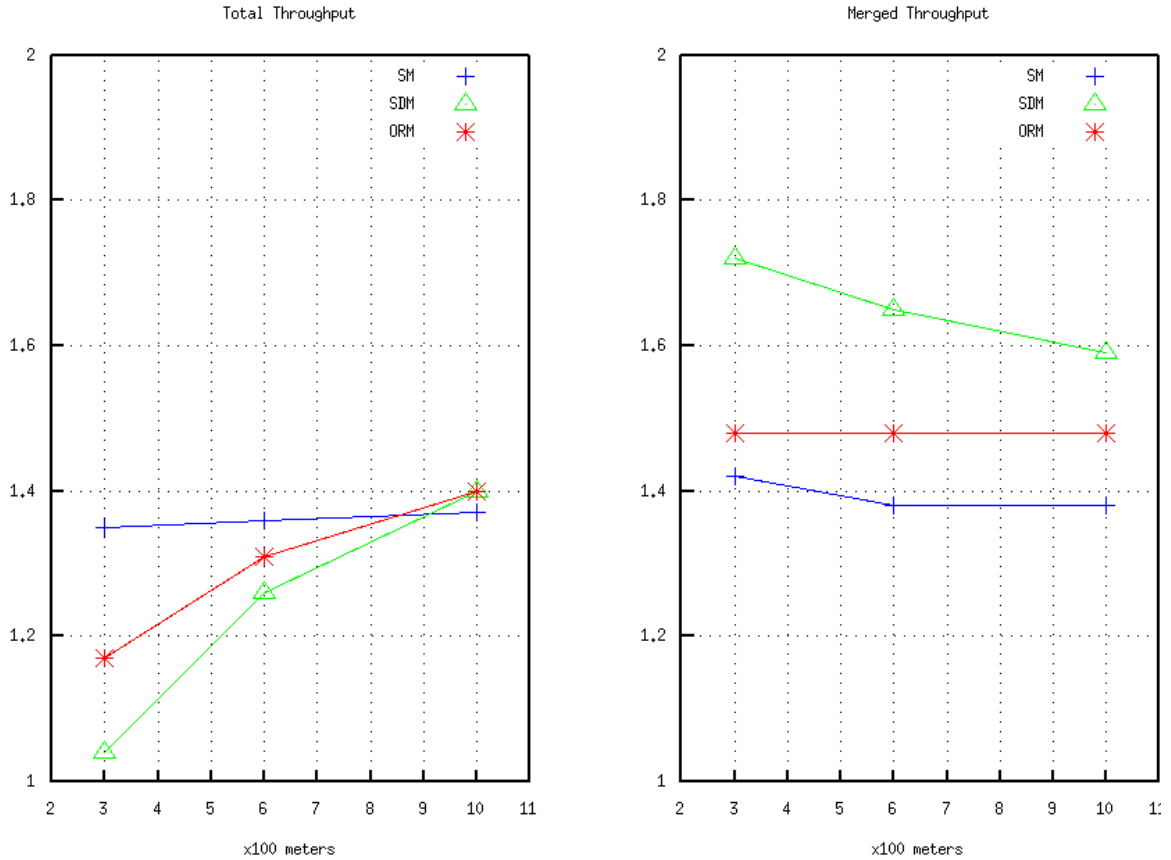 Total Throughput
2
1.8
1.6
1.4
1.2
1
SM
SDM
ORM
2 3 4 5 6 7 8 9 10 11
x100 meters
Merged Throughput
2
1.8
1.6
1.4
1.2
1
SM
SDM
ORM
2 3 4 5 6 7 8 9 10 11
x100 meters